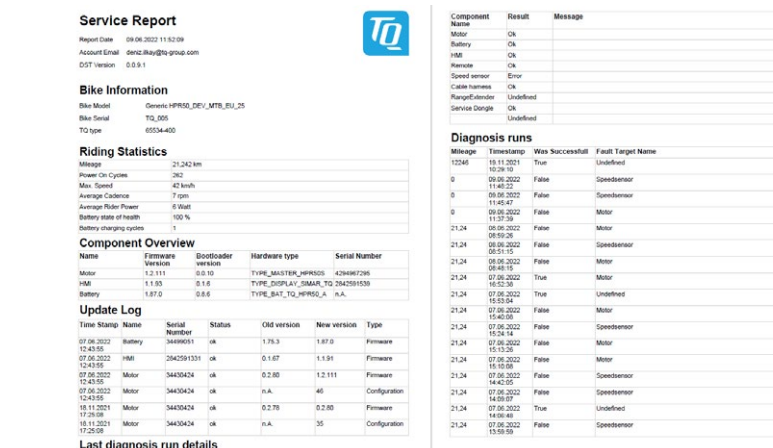 Service Report
TQ
Report Date 09.06.2022 11:52:09
Account Email deniz.ilkay@tq-group.com
DST Version 0.0.9.1
Bike Information
Bike Model Generic HPR50_DEV_MTB_EU_25
Bike Serial TQ_005
TQ type 65534-400
Riding Statistics
Mileage 21,242 km
Power On Cycles 262
Max. Speed 42 km/h
Average Cadence 7 rpm
Average Rider Power 6 Watt
Battery state of health 100 %
Battery charging cycles 1
Component Overview
Name Firmware Version Bootloader version Hardware type Serial Number
Motor 1.2.111 0.0.10 TYPE_MASTER_HPR50S 4294967295
HMI 1.1.93 0.1.6 TYPE_DISPLAY_SIMAR_TQ 2842591539
Battery 1.87.0 0.8.6 TYPE_BAT_TQ_HPR50_A n.A.
Update Log
Time Stamp Name Serial Number Status Old version New version Type
07.06.2022 12:43:55 Battery 34499051 ok 1.75.3 1.87.0 Firmware
07.06.2022 12:43:55 HMI 2842591331 ok 0.1.67 1.1.91 Firmware
07.06.2022 12:43:55 Motor 34430424 ok 0.2.80 1.2.111 Firmware
07.06.2022 12:43:55 Motor 34430424 ok n.A. 46 Configuration
18.11.2021 17:25:08 Motor 34430424 ok 0.2.78 0.2.80 Firmware
18.11.2021 17:25:08 Motor 34430424 ok n.A. 35 Configuration
Last diagnosis run details
Component Name Result Message
Motor Ok
Battery Ok
HMI Ok
Remote Ok
Speed sensor Error
Cable harness Ok
RangeExtender Undefined
Service Dongle Ok
Undefined
Diagnosis runs
Mileage Timestamp Was Successfull Fault Target Name
12246 19.11.2021 10:29:10 True Undefined
0 09.06.2022 11:48:22 False Speedsensor
0 09.06.2022 11:45:47 False Speedsensor
0 09.06.2022 11:37:39 False Motor
21,24 08.06.2022 08:59:26 False Motor
21,24 08.06.2022 08:51:15 False Speedsensor
21,24 08.06.2022 08:48:15 False Motor
21,24 07.06.2022 16:52:38 True Motor
21,24 07.06.2022 15:53:04 True Undefined
21,24 07.06.2022 15:40:08 False Motor
21,24 07.06.2022 15:24:14 False Speedsensor
21,24 07.06.2022 15:13:26 False Motor
21,24 07.06.2022 15:10:08 False Motor
21,24 07.06.2022 14:42:05 False Speedsensor
21,24 07.06.2022 14:09:07 False Speedsensor
21,24 07.06.2022 14:00:48 True Undefined
21,24 07.06.2022 13:59:59 False Speedsensor